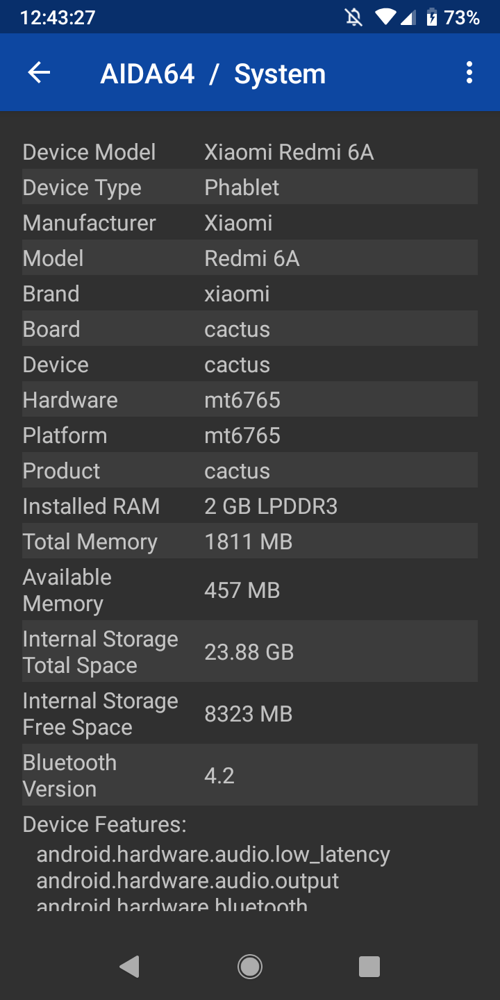 12:43:27 73%
AIDA64 / System
Device Model Xiaomi Redmi 6A
Device Type Phablet
Manufacturer Xiaomi
Model Redmi 6A
Brand xiaomi
Board cactus
Device cactus
Hardware mt6765
Platform mt6765
Product cactus
Installed RAM 2 GB LPDDR3
Total Memory 1811 MB
Available
Memory 457 MB
Internal Storage
Total Space 23.88 GB
Internal Storage
Free Space 8323 MB
Bluetooth
Version 4.2
Device Features:
android.hardware.audio.low_latency
android.hardware.audio.output
android.hardware.bluetooth